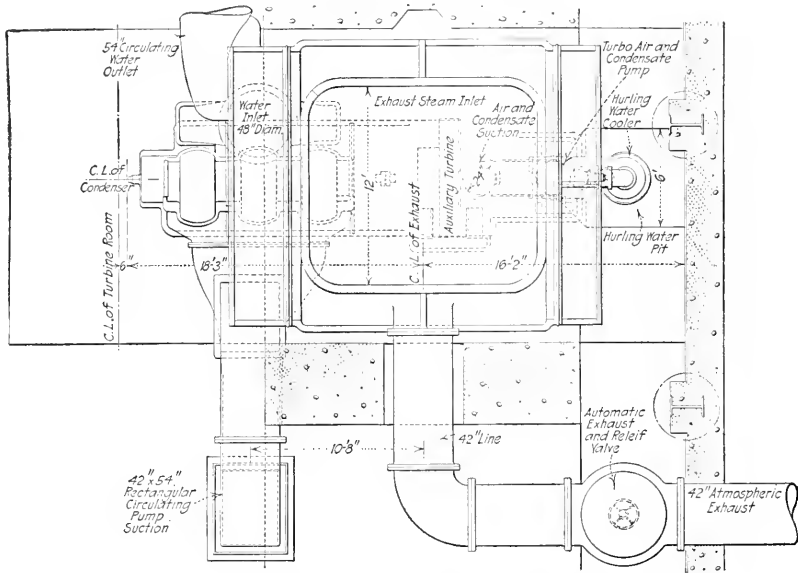 54" Circulating
Water
Outlet
Water
Inlet
48" Diam.
Exhaust Steam Inlet
Air and
Condensate
Suction
Turbo Air and
Condensate
Pump
Hurling
Water
Cooler
C.L. of
Condenser
12'
Auxiliary Turbine
6'
C.L. of Exhaust
Hurling Water
Pit
C.L. of Turbine Room
6"
18'-3"
16'-2"
10'-8"
42" Line
Automatic
Exhaust
and Releif
Valve
42" x 54"
Rectangular
Circulating
Pump
Suction
42" Atmospheric
Exhaust